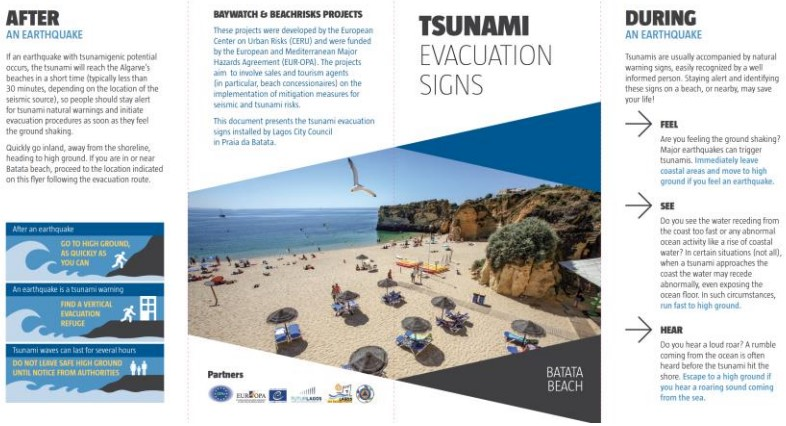 AFTER
AN EARTHQUAKE
If an earthquake with tsunamigenic potential
occurs, the tsunami will reach the Algarve's
beaches in a short time (typically less than
30 minutes, depending on the location of the
seismic source), so people should stay alert
for tsunami natural warnings and initiate
evacuation procedures as soon as they feel
the ground shaking.
Quickly go inland, away from the shoreline,
heading to high ground. If you are in or near
Batata beach, proceed to the location indicated
on this flyer following the evacuation route.
After an earthquake
GO TO HIGH GROUND,
AS QUICKLY AS
YOU CAN
An earthquake is a tsunami warning
FIND A VERTICAL
EVACUATION
REFUGE
Tsunami waves can last for several hours
DO NOT LEAVE SAFE HIGH GROUND
UNTIL NOTICE FROM AUTHORITIES
BAYWATCH & BEACHRISKS PROJECTS
These projects were developed by the European
Center on Urban Risks (CERU) and were funded
by the European and Mediterranean Major
Hazards Agreement (EUR-OPA). The projects
aim to involve sales and tourism agents
(in particular, beach concessionaires) on the
implementation of mitigation measures for
seismic and tsunami risks.
This document presents the tsunami evacuation
signs installed by Lagos City Council
in Praia da Batata.
Partners
EUR OPA
TSUNAMI
EVACUATION
SIGNS
BATATA
BEACH
DURING
AN EARTHQUAKE
Tsunamis are usually accompanied by natural
warning signs, easily recognized by a well
informed person. Staying alert and identifying
these signs on a beach, or nearby, may save
your life!
FEEL
Are you feeling the ground shaking?
Major earthquakes can trigger
tsunamis. Immediately leave
coastal areas and move to high
ground if you feel an earthquake.
SEE
Do you see the water receding from
the coast too fast or any abnormal
ocean activity like a rise of coastal
water? In certain situations (not all),
when a tsunami approaches the
coast the water may recede
abnormally, even exposing the
ocean floor. In such circumstances,
run fast to high ground.
HEAR
Do you hear a loud roar? A rumble
coming from the ocean is often
heard before the tsunami hit the
shore. Escape to a high ground if
you hear a roaring sound coming
from the sea.